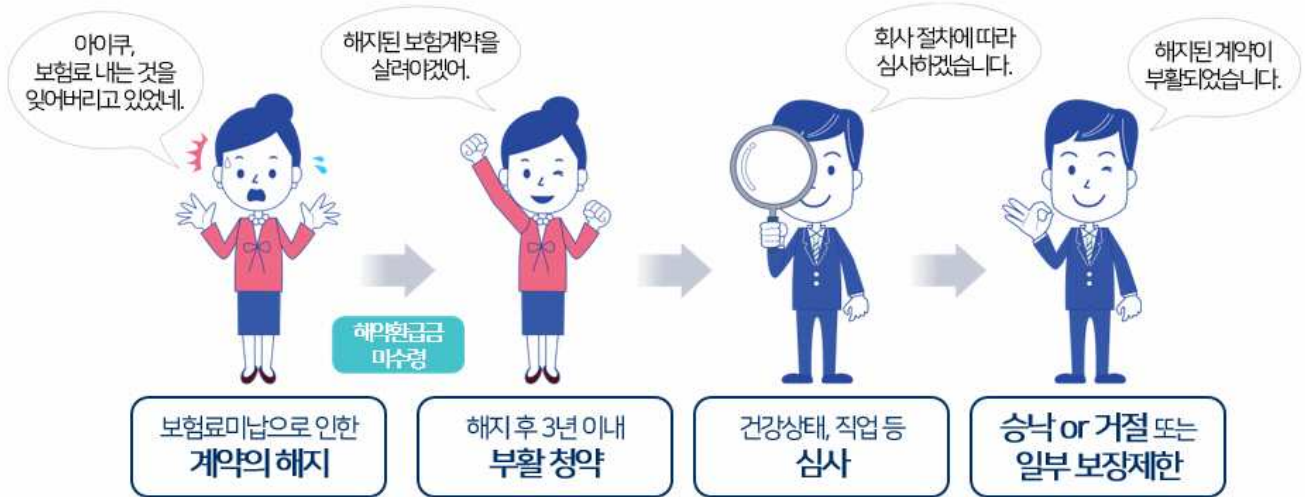 아이쿠,
보험료 내는 것을
잊어버리고 있었네.
해지된 보험계약을
살려야겠어.
회사 절차에 따라
심사하겠습니다.
해지된 계약이
부활되었습니다.
해약환급금
미수령
보험료미납으로 인한
계약의 해지
해지 후 3년 이내
부활 청약
건강상태, 직업 등
심사
승낙 or 거절 또는
일부 보장제한